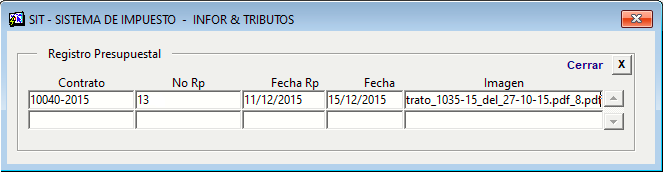 SIT - SISTEMA DE IMPUESTO - INFOR & TRIBUTOS
Registro Presupuestal
Cerrar X
Contrato No Rp Fecha Rp Fecha Imagen
10040-2015 13 11/12/2015 15/12/2015 trato_1035-15_del_27-10-15.pdf_8.pdf